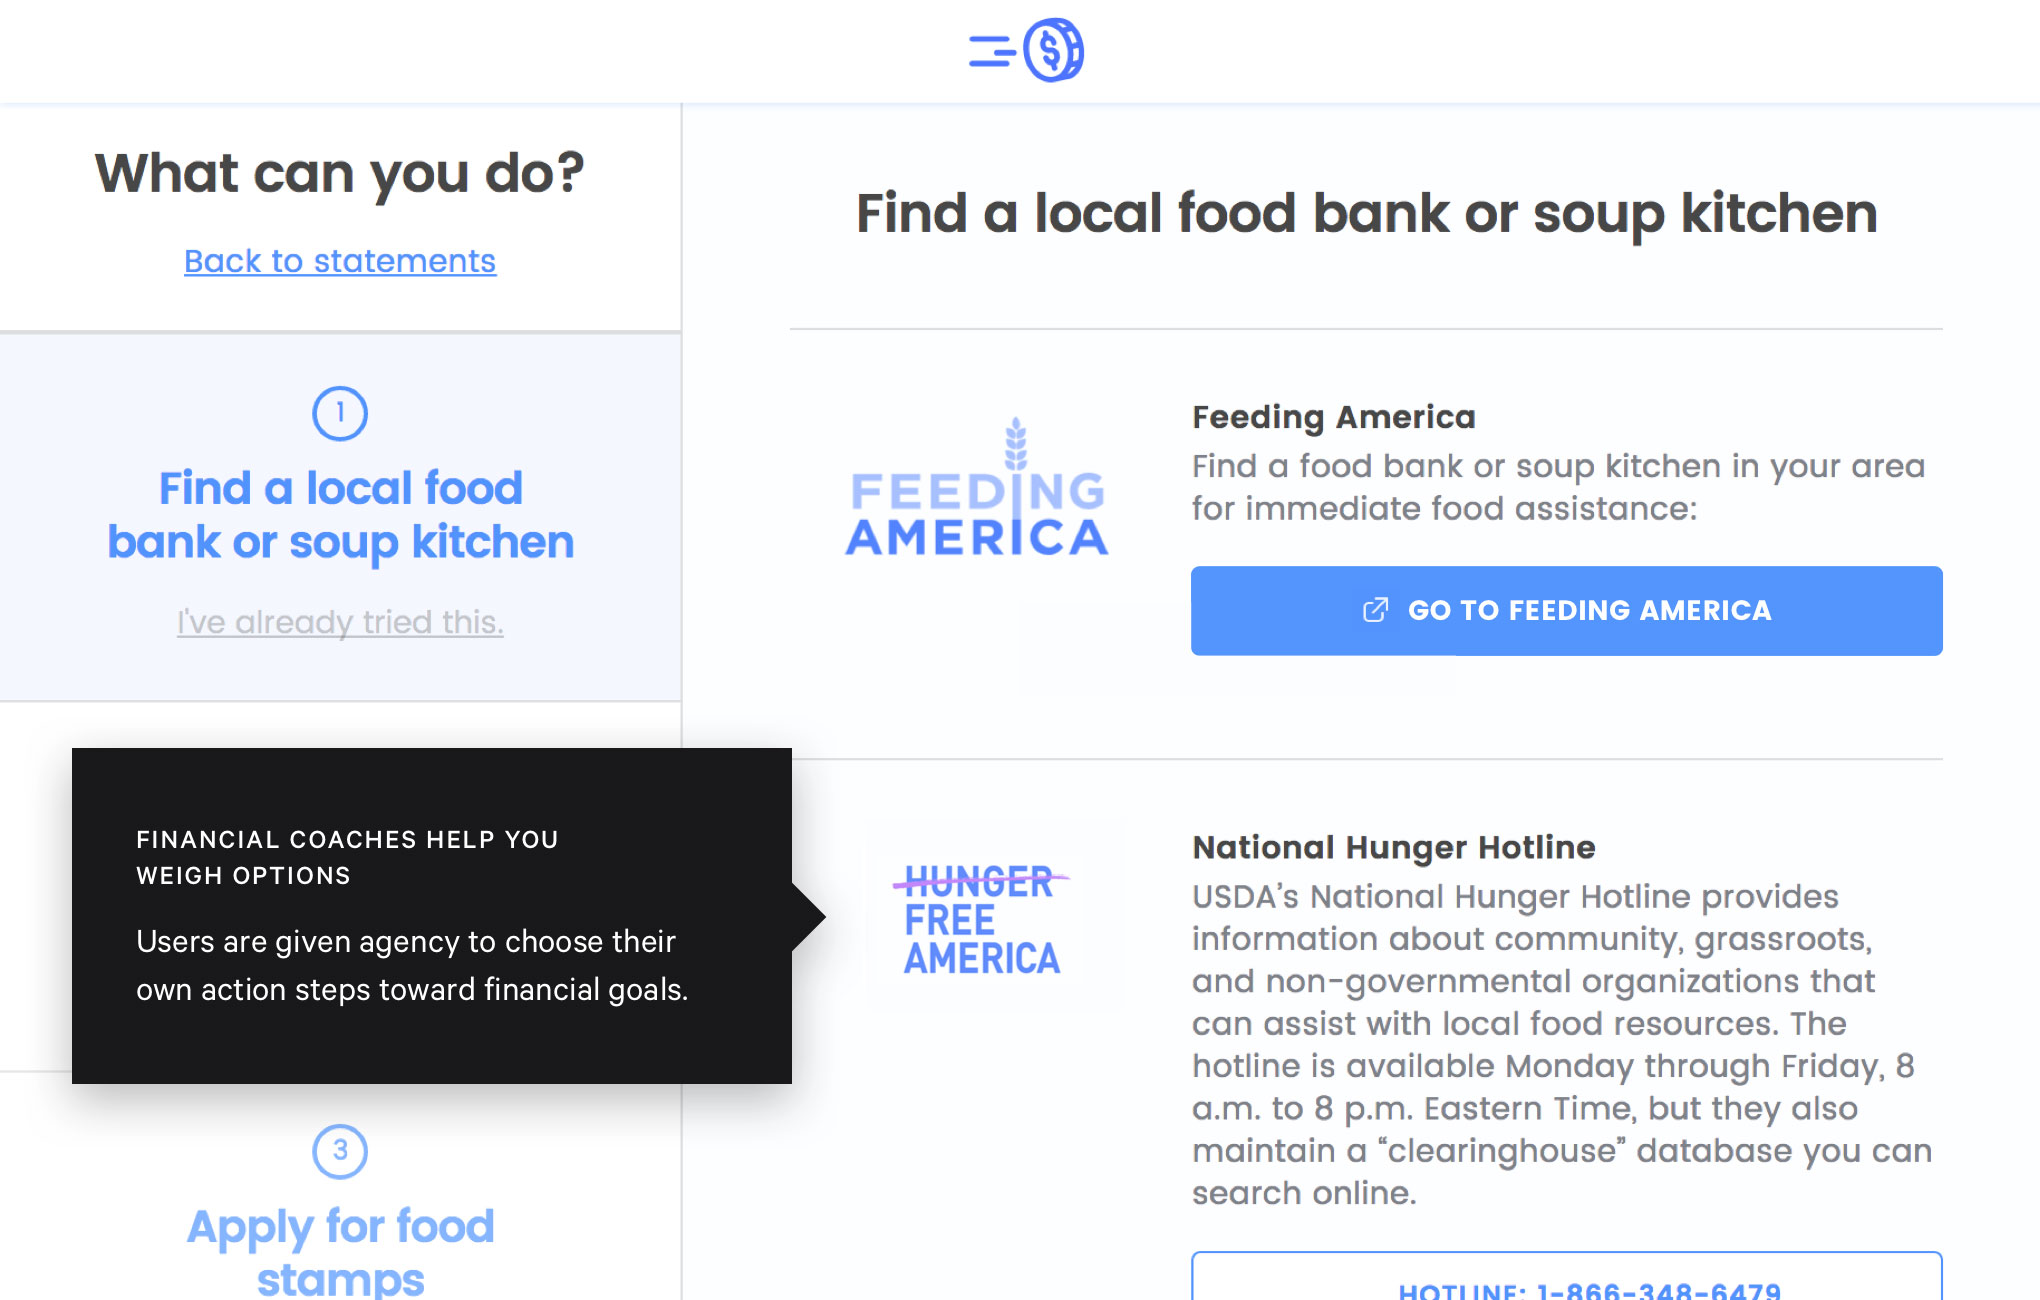 What can you do?
Back to statements
1
Find a local food
bank or soup kitchen
I've already tried this.
FINANCIAL COACHES HELP YOU
WEIGH OPTIONS
Users are given agency to choose their
own action steps toward financial goals.
3
Apply for food
stamps
Find a local food bank or soup kitchen
FEEDING
AMERICA
Feeding America
Find a food bank or soup kitchen in your area
for immediate food assistance:
GO TO FEEDING AMERICA
HUNGER
FREE
AMERICA
National Hunger Hotline
USDA’s National Hunger Hotline provides
information about community, grassroots,
and non-governmental organizations that
can assist with local food resources. The
hotline is available Monday through Friday, 8
a.m. to 8 p.m. Eastern Time, but they also
maintain a “clearinghouse” database you can
search online.
HOTLINE: 1-866-348-6479